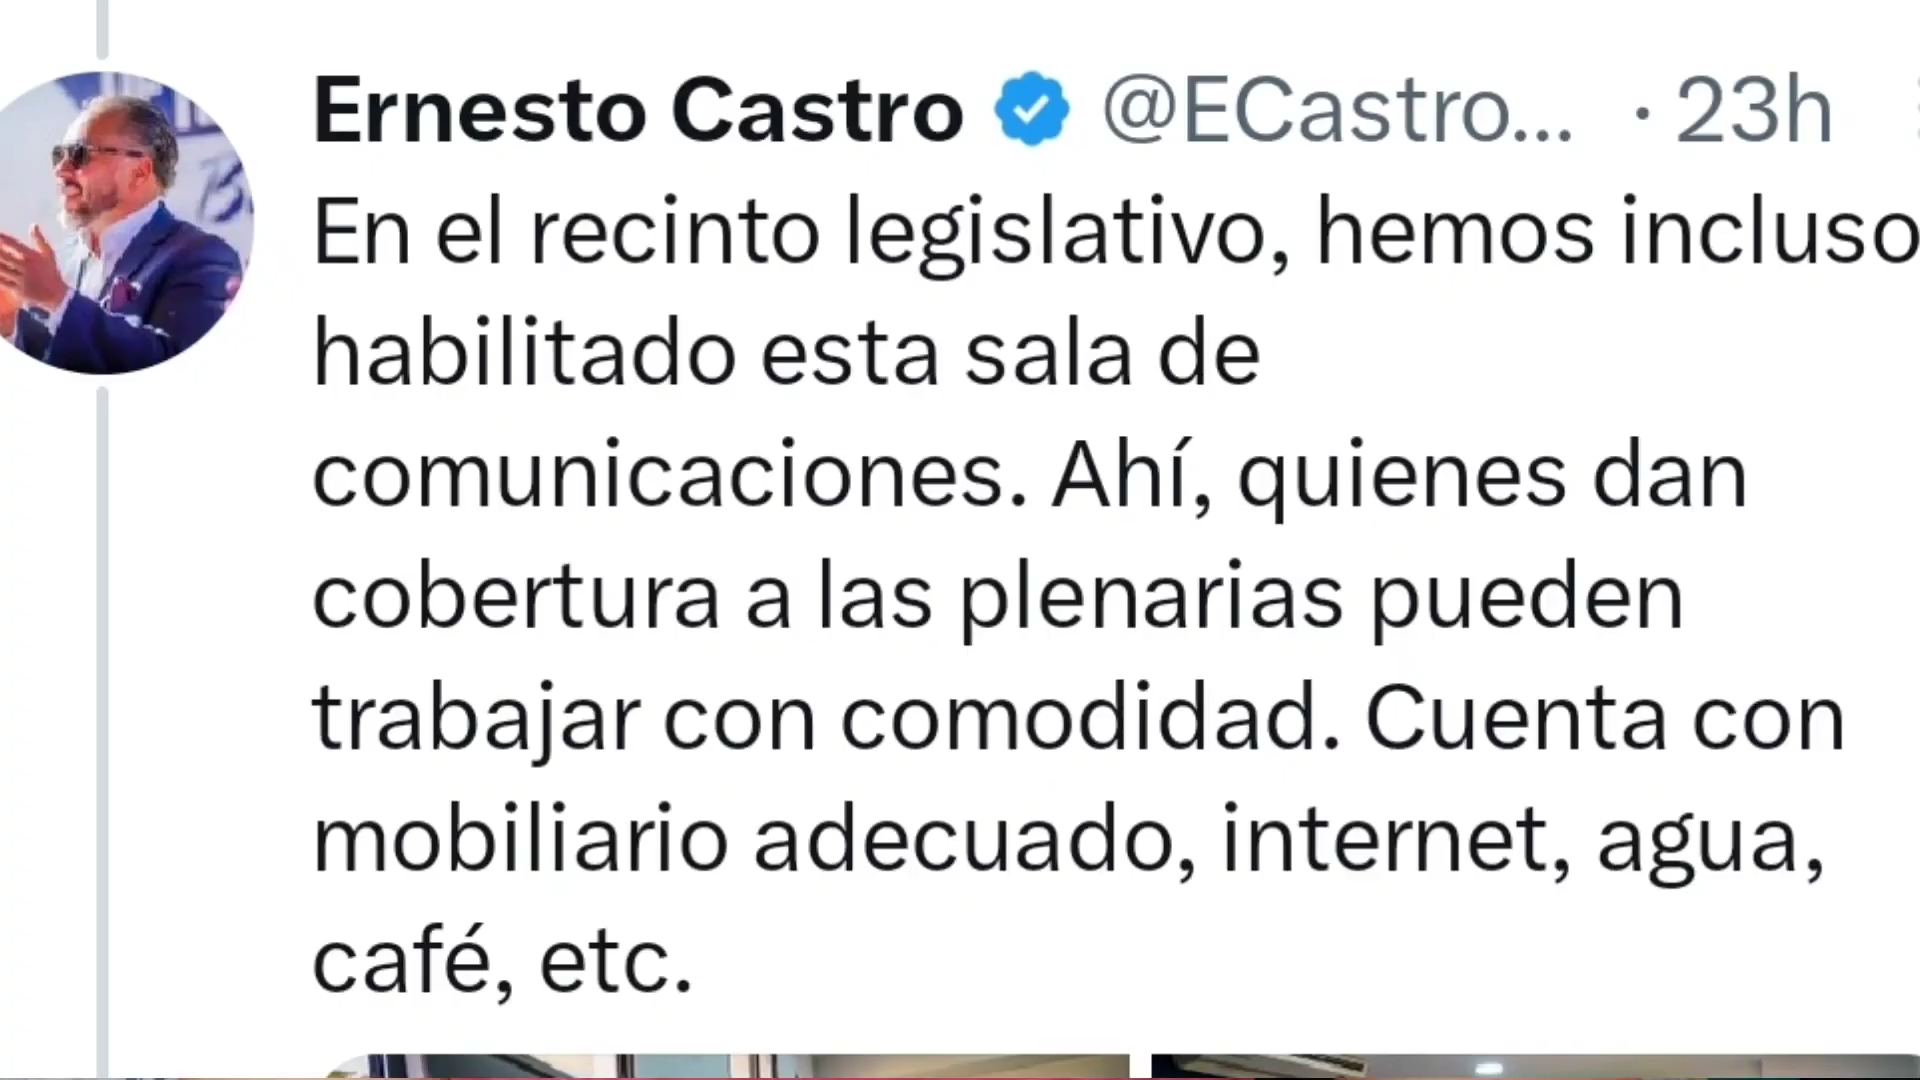 Ernesto Castro @ECastro... · 23h
En el recinto legislativo, hemos incluso
habilitado esta sala de
comunicaciones. Ahí, quienes dan
cobertura a las plenarias pueden
trabajar con comodidad. Cuenta con
mobiliario adecuado, internet, agua,
café, etc.